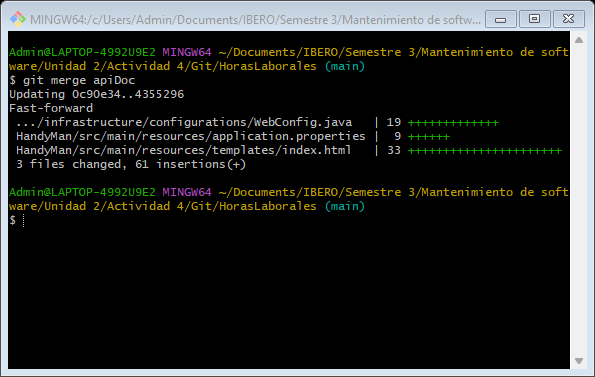 MINGW64:/c/Users/Admin/Documents/IBERO/Semestre 3/Mantenimiento de softw...
Admin@LAPTOP-4992U9E2 MINGW64 ~/Documents/IBERO/Semestre 3/Mantenimiento de soft
ware/Unidad 2/Actividad 4/Git/HorasLaborales (main)
$ git merge apiDoc
Updating 0c90e34..4355296
Fast-forward
 .../infrastructure/configurations/WebConfig.java   | 19 +++++++++++++
 HandyMan/src/main/resources/application.properties |  9 ++++++
 HandyMan/src/main/resources/templates/index.html   | 33 ++++++++++++++++++++++
 3 files changed, 61 insertions(+)
Admin@LAPTOP-4992U9E2 MINGW64 ~/Documents/IBERO/Semestre 3/Mantenimiento de soft
ware/Unidad 2/Actividad 4/Git/HorasLaborales (main)
$